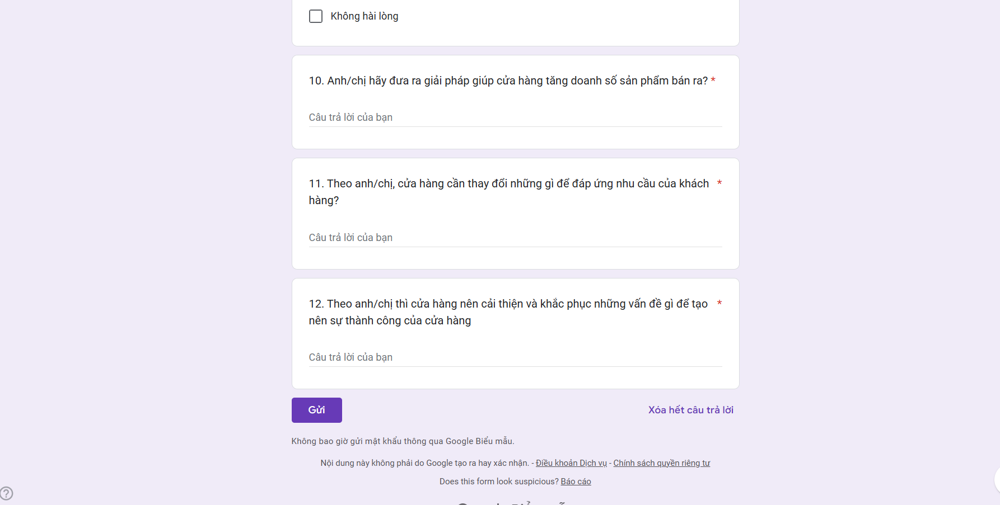 Không hài lòng
10. Anh/chị hãy đưa ra giải pháp giúp cửa hàng tăng doanh số sản phẩm bán ra? *
Câu trả lời của bạn
11. Theo anh/chị, cửa hàng cần thay đổi những gì để đáp ứng nhu cầu của khách *
hàng?
Câu trả lời của bạn
12. Theo anh/chị thì cửa hàng nên cải thiện và khắc phục những vấn đề gì để tạo *
nên sự thành công của cửa hàng
Câu trả lời của bạn
Gửi
Xóa hết câu trả lời
Không bao giờ gửi mật khẩu thông qua Google Biểu mẫu.
Nội dung này không phải do Google tạo ra hay xác nhận. - Điều khoản Dịch vụ - Chính sách quyền riêng tư
Does this form look suspicious? Báo cáo